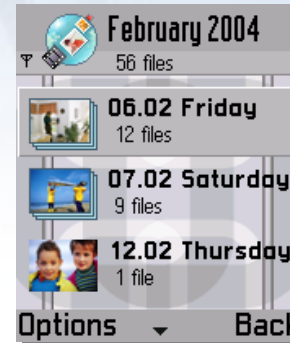 February 2004
56 files
06.02 Friday
12 files
07.02 Saturday
9 files
12.02 Thursday
1 file
Options Back